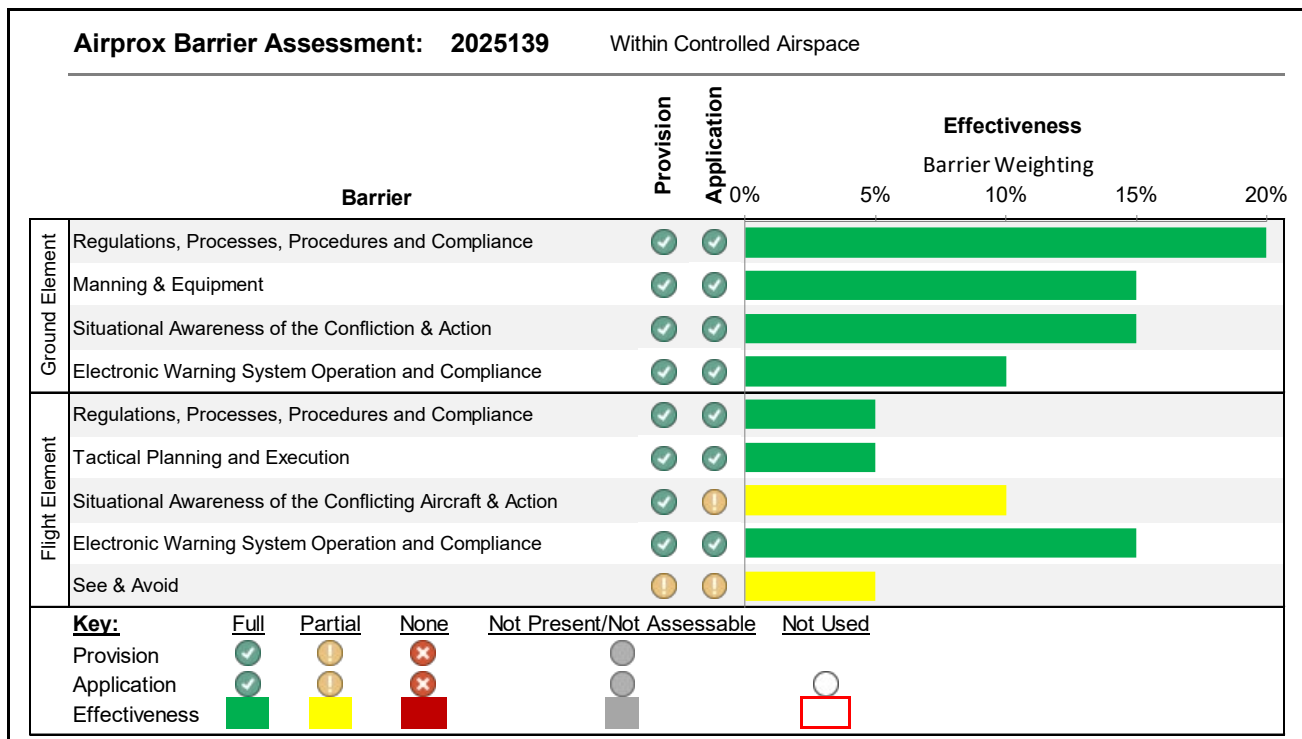 Airprox Barrier Assessment: 2025139 Within Controlled Airspace
Provision
Application
Effectiveness
Barrier Weighting
Barrier
0% 5% 10% 15% 20%
Ground Element
Regulations, Processes, Procedures and Compliance
Manning & Equipment
Situational Awareness of the Confliction & Action
Electronic Warning System Operation and Compliance
Flight Element
Regulations, Processes, Procedures and Compliance
Tactical Planning and Execution
Situational Awareness of the Conflicting Aircraft & Action
Electronic Warning System Operation and Compliance
See & Avoid
Key: Full Partial None Not Present/Not Assessable Not Used
Provision
Application
Effectiveness